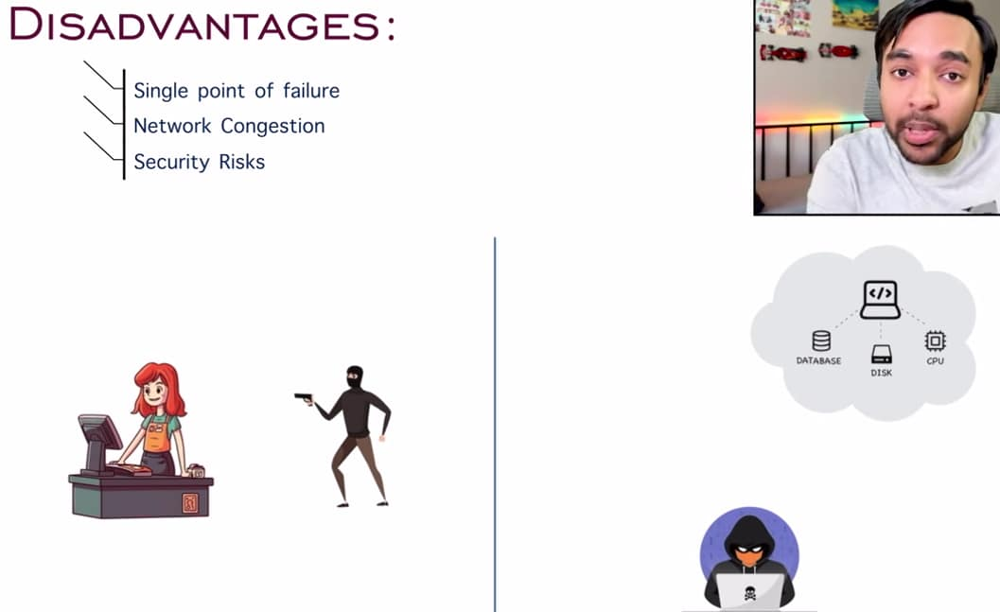 DISADVANTAGES:
Single point of failure
Network Congestion
Security Risks
</>
DATABASE
DISK
CPU